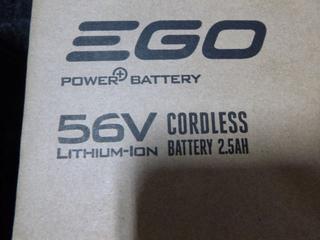 EGO
POWER+ BATTERY
56V CORDLESS
LITHIUM-ION BATTERY 2.5AH